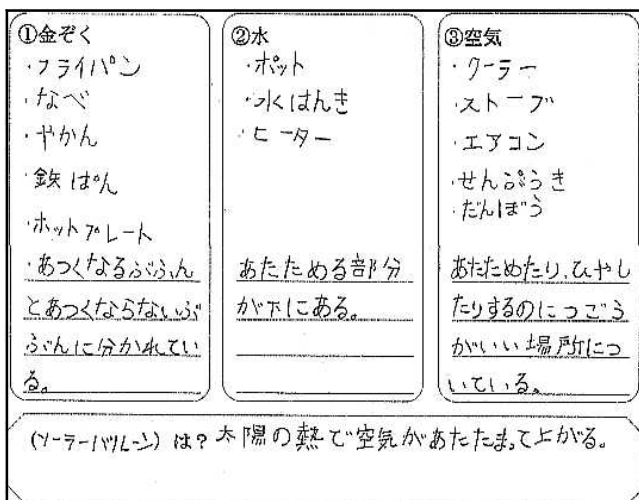 ①金ぞく
・フライパン
・なべ
・やかん
・鉄ぱん
・ホットプレート
・あつくなるぶぶん
とあつくならないぶ
ぶんに分かれてい
る。
②水
・ポット
・水はんき
・ヒーター
あたためる部分
が下にある。
③空気
・クーラー
・ストーブ
・エアコン
・せんぷうき
・だんぼう
あたためたり、ひやし
たりするのにつごう
がいい場所につ
いている。
(ソーラーバルーン)は?太陽の熱で空気があたたまって上がる。